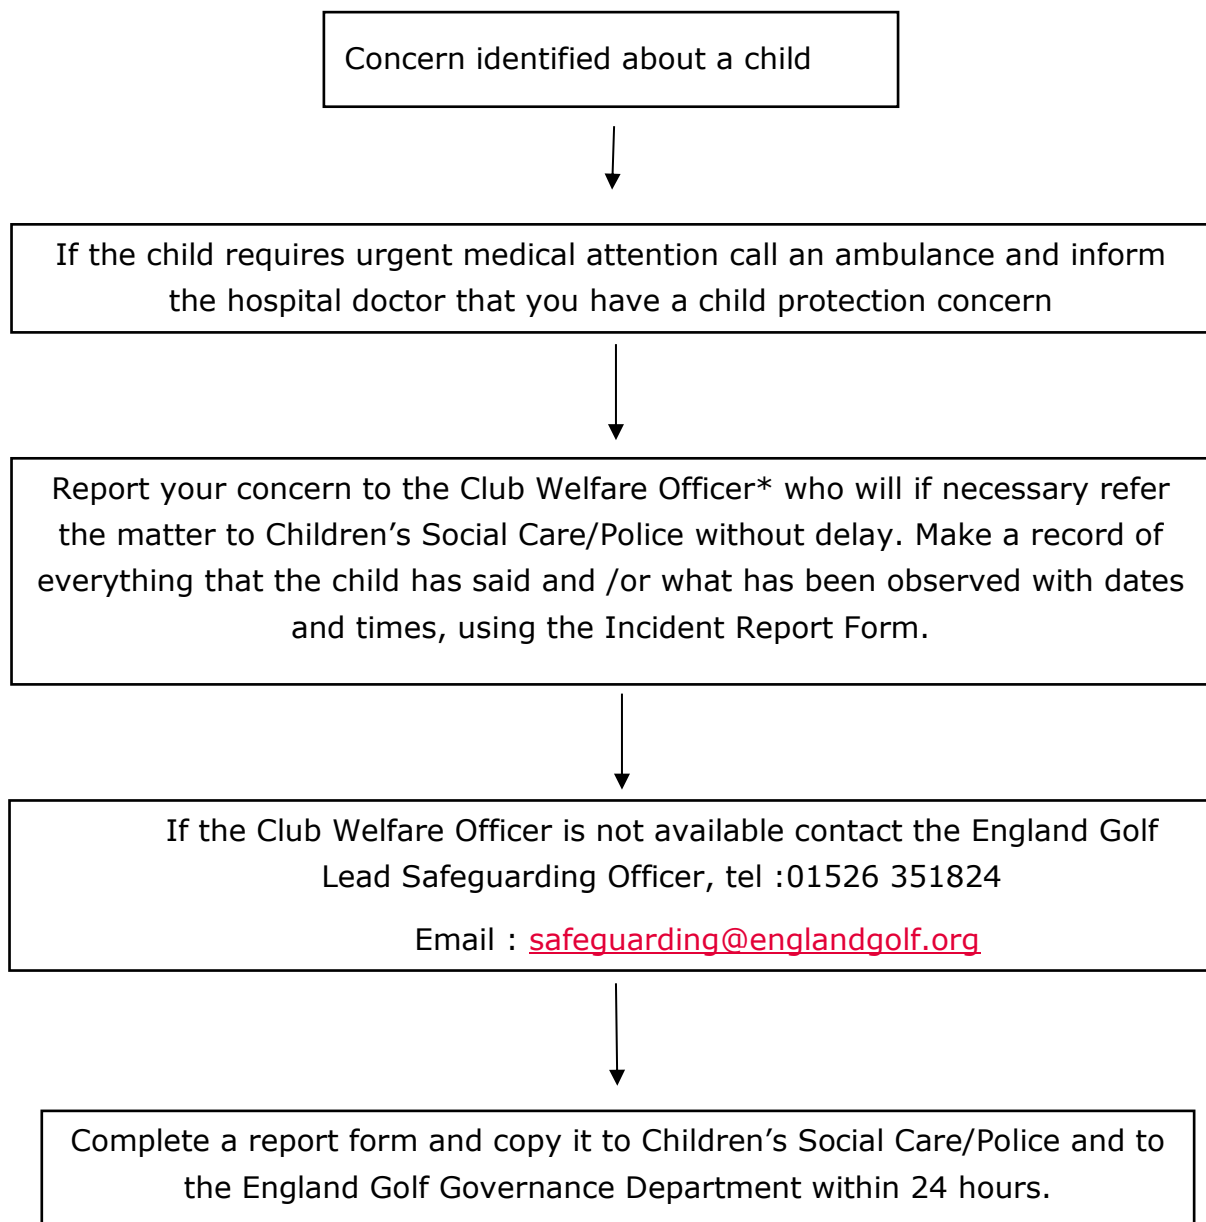 Concern identified about a child
If the child requires urgent medical attention call an ambulance and inform
the hospital doctor that you have a child protection concern
Report your concern to the Club Welfare Officer* who will if necessary refer
the matter to Children’s Social Care/Police without delay. Make a record of
everything that the child has said and /or what has been observed with dates
and times, using the Incident Report Form.
If the Club Welfare Officer is not available contact the England Golf
Lead Safeguarding Officer, tel :01526 351824
Email : safeguarding@englandgolf.org
Complete a report form and copy it to Children’s Social Care/Police and to
the England Golf Governance Department within 24 hours.